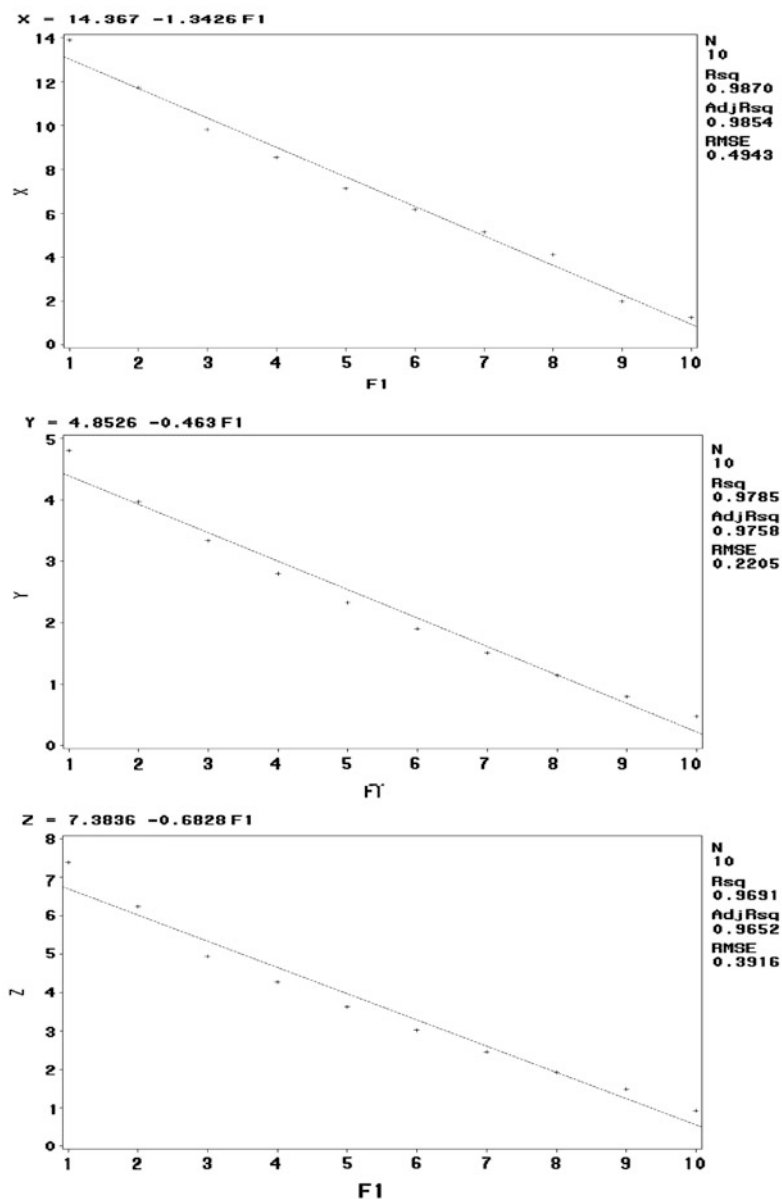 X = 14.367 -1.3426 F1
14
12
10
8
6
4
2
0
X
1 2 3 4 5 6 7 8 9 10
F1
N
10
Rsq
0.9870
AdjRsq
0.9854
RMSE
0.4943
Y = 4.8526 -0.463 F1
5
4
3
2
1
0
Y
1 2 3 4 5 6 7 8 9 10
F1
N
10
Rsq
0.9785
AdjRsq
0.9758
RMSE
0.2205
Z = 7.3836 -0.6828 F1
8
7
6
5
4
3
2
1
0
Z
1 2 3 4 5 6 7 8 9 10
F1
N
10
Rsq
0.9691
AdjRsq
0.9652
RMSE
0.3916